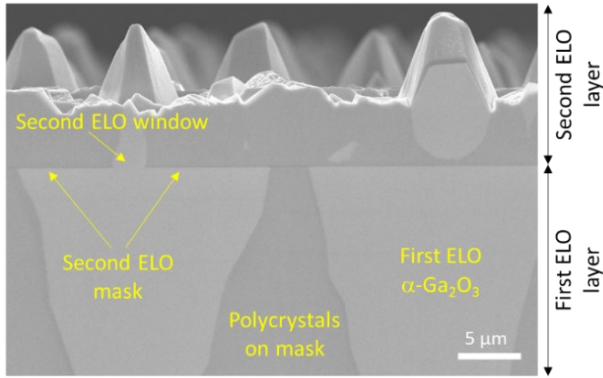 Second ELO window
Second ELO
mask
First ELO
α-Ga₂O₃
Polycrystals
on mask
5 μm
Second ELO
layer
First ELO
layer